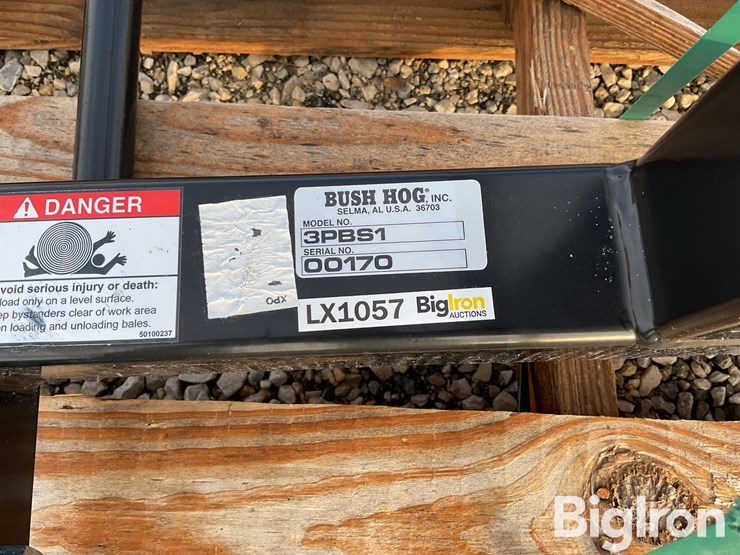 DANGER
void serious injury or death:
load only on a level surface.
ep bystanders clear of work area
en loading and unloading bales.
50100237
BUSH HOG®, INC.
SELMA, AL U.S.A. 36703
MODEL NO.
3PBS1
SERIAL NO.
00170
XPO
LX1057 BigIron
AUCTIONS
BigIron